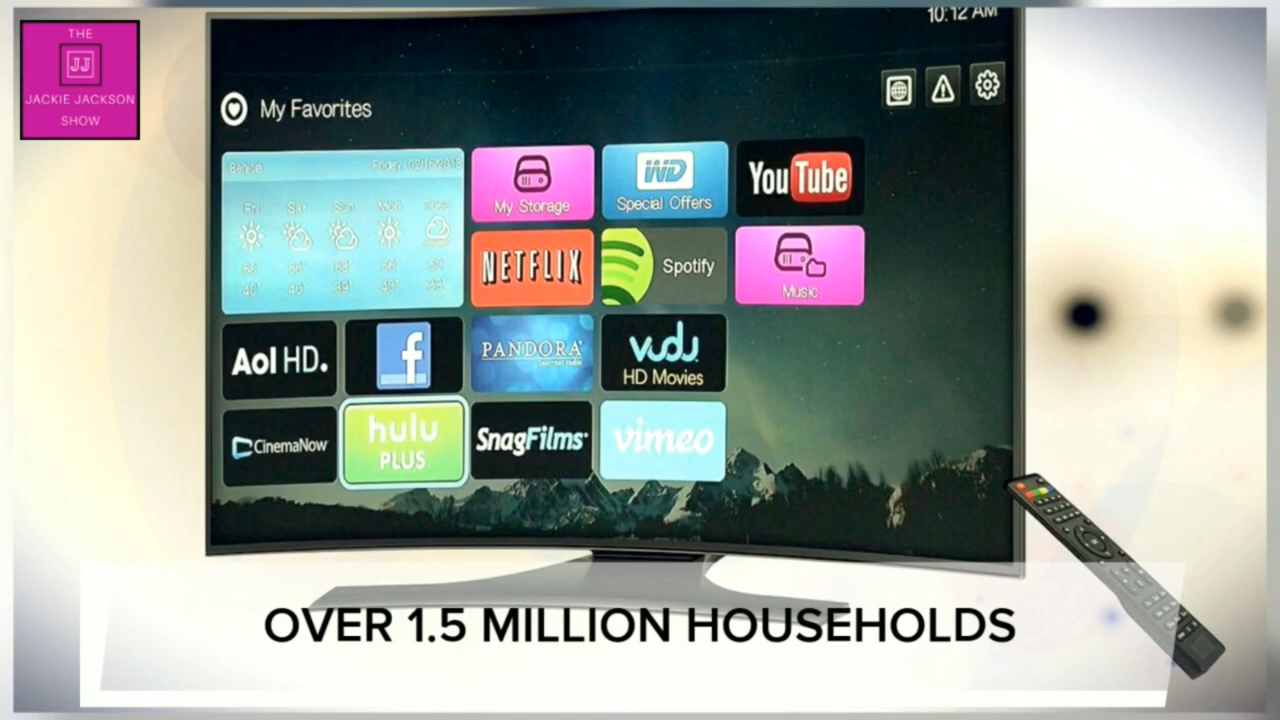 THE
JJ
JACKIE JACKSON
SHOW
10:12 AM
My Favorites
Friday
Fri Sat Sun Mon
My Storage
WD
Special Offers
YouTube
NETFLIX
Spotify
Music
Aol HD.
f
PANDORA
vudu
HD Movies
CinemaNow
hulu
PLUS
SnagFilms
vimeo
OVER 1.5 MILLION HOUSEHOLDS